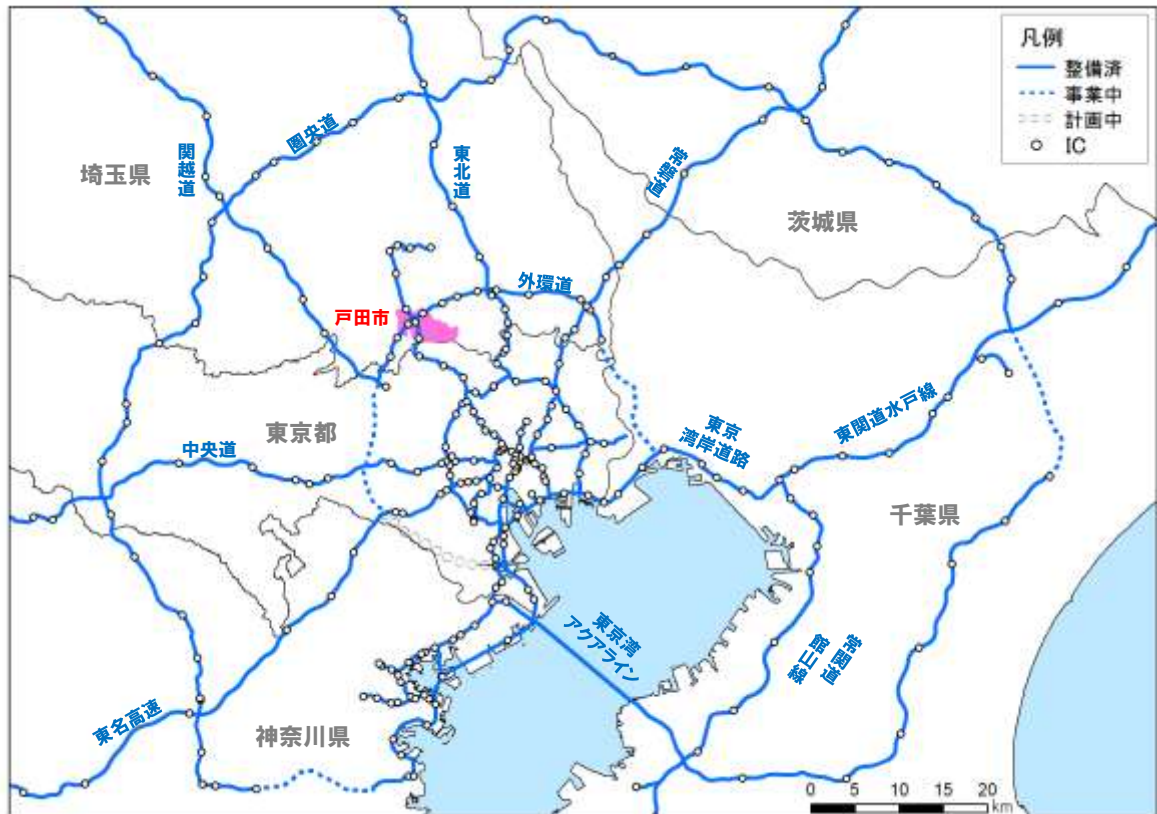 凡例
整備済
事業中
計画中
IC
圏央道
関越道
東北道
常磐道
埼玉県
茨城県
外環道
戸田市
東京都
中央道
東京
湾岸道路
東関道水戸線
千葉県
東京湾
アクアライン
常関道
館山線
東名高速
神奈川県
0 5 10 15 20
km